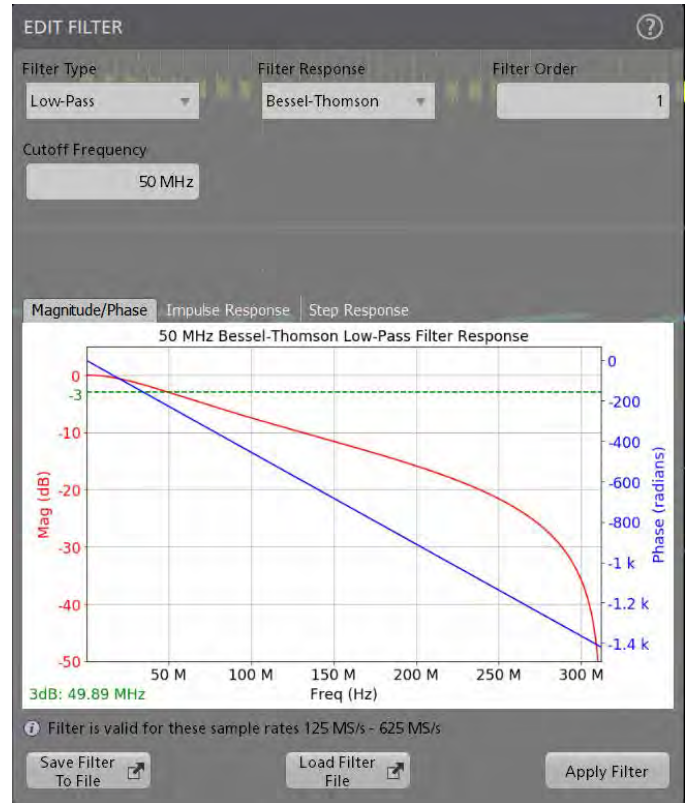 EDIT FILTER ?
Filter Type Filter Response Filter Order
Low-Pass Bessel-Thomson 1
Cutoff Frequency
50 MHz
Magnitude/Phase Impulse Response Step Response
50 MHz Bessel-Thomson Low-Pass Filter Response
0
-3
-10
-20
-30
-40
-50
Mag (dB)
0
-200
-400
-600
-800
-1 k
-1.2 k
-1.4 k
Phase (radians)
50 M 100 M 150 M 200 M 250 M 300 M
3dB: 49.89 MHz Freq (Hz)
i Filter is valid for these sample rates 125 MS/s - 625 MS/s
Save Filter
To File
Load Filter
File
Apply Filter